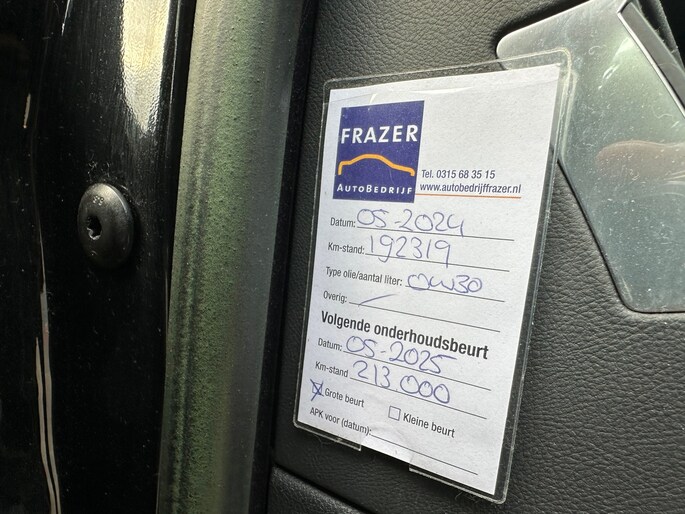 FRAZER
AUTOBEDRIJF
Tel. 0315 68 35 15
www.autobedrijffrazer.nl
Datum: 05-2024
Km-stand: 192319
Type olie/aantal liter: 0W30
Overig: /
Volgende onderhoudsbeurt
Datum: 05-2025
Km-stand 213 000
☒ Grote beurt ☐ Kleine beurt
APK voor (datum):